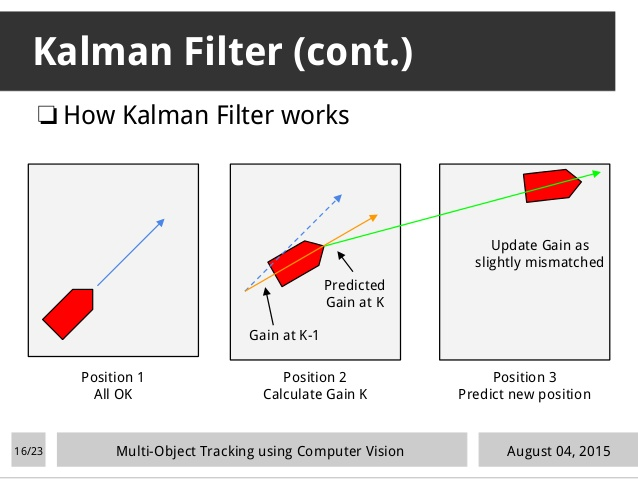 Kalman Filter (cont.)
❏ How Kalman Filter works
Predicted
Gain at K
Gain at K-1
Update Gain as
slightly mismatched
Position 1
All OK
Position 2
Calculate Gain K
Position 3
Predict new position
16/23
Multi-Object Tracking using Computer Vision
August 04, 2015